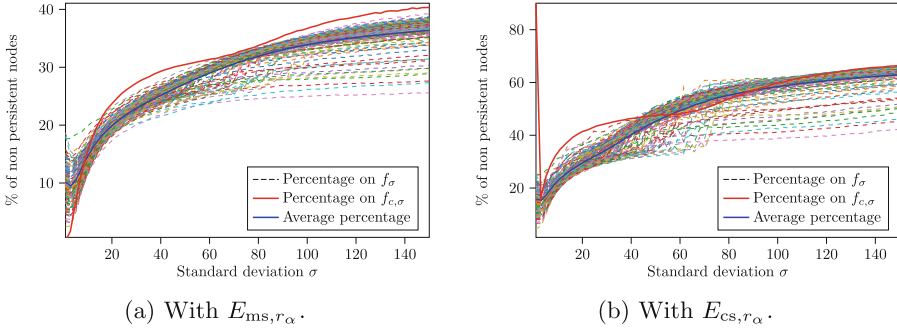 % of non persistent nodes
40
30
20
10
Percentage on f_σ
Percentage on f_{c,σ}
Average percentage
20 40 60 80 100 120 140
Standard deviation σ
(a) With E_{ms,r_α}.
% of non persistent nodes
80
60
40
20
Percentage on f_σ
Percentage on f_{c,σ}
Average percentage
20 40 60 80 100 120 140
Standard deviation σ
(b) With E_{cs,r_α}.